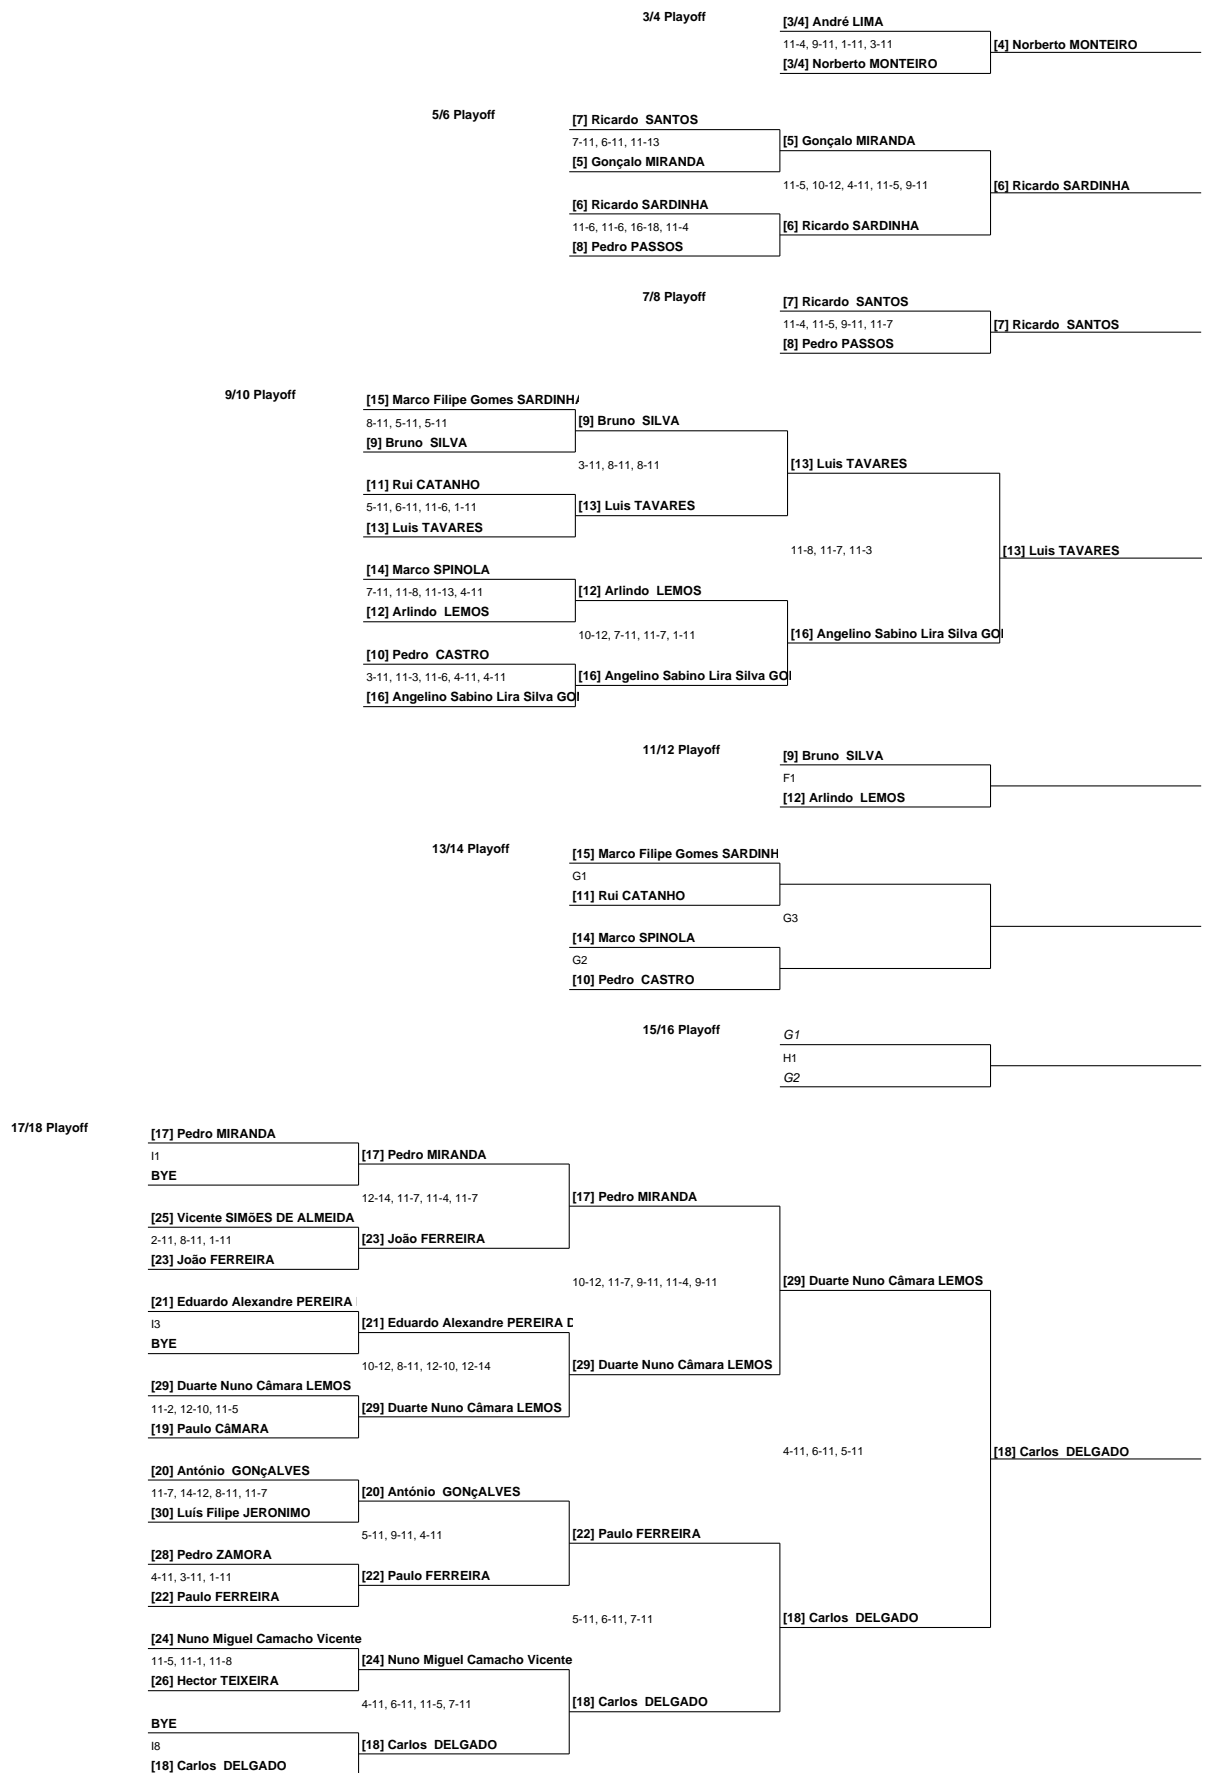 3/4 Playoff
[3/4] André LIMA
11-4, 9-11, 1-11, 3-11
[4] Norberto MONTEIRO
[3/4] Norberto MONTEIRO
5/6 Playoff
[7] Ricardo SANTOS
7-11, 6-11, 11-13
[5] Gonçalo MIRANDA
[5] Gonçalo MIRANDA
11-5, 10-12, 4-11, 11-5, 9-11
[6] Ricardo SARDINHA
[6] Ricardo SARDINHA
11-6, 11-6, 16-18, 11-4
[6] Ricardo SARDINHA
[8] Pedro PASSOS
7/8 Playoff
[7] Ricardo SANTOS
11-4, 11-5, 9-11, 11-7
[7] Ricardo SANTOS
[8] Pedro PASSOS
9/10 Playoff
[15] Marco Filipe Gomes SARDINHA
8-11, 5-11, 5-11
[9] Bruno SILVA
[9] Bruno SILVA
3-11, 8-11, 8-11
[13] Luis TAVARES
[11] Rui CATANHO
5-11, 6-11, 11-6, 1-11
[13] Luis TAVARES
[13] Luis TAVARES
11-8, 11-7, 11-3
[13] Luis TAVARES
[14] Marco SPINOLA
7-11, 11-8, 11-13, 4-11
[12] Arlindo LEMOS
[12] Arlindo LEMOS
10-12, 7-11, 11-7, 1-11
[16] Angelino Sabino Lira Silva
[10] Pedro CASTRO
3-11, 11-3, 11-6, 4-11, 4-11
[16] Angelino Sabino Lira Silva
[16] Angelino Sabino Lira Silva
11/12 Playoff
[9] Bruno SILVA
F1
[12] Arlindo LEMOS
13/14 Playoff
[15] Marco Filipe Gomes SARDINH
G1
[11] Rui CATANHO
G3
[14] Marco SPINOLA
G2
[10] Pedro CASTRO
15/16 Playoff
G1
H1
G2
17/18 Playoff
[17] Pedro MIRANDA
I1
[17] Pedro MIRANDA
BYE
12-14, 11-7, 11-4, 11-7
[17] Pedro MIRANDA
[25] Vicente SIMõES DE ALMEIDA
2-11, 8-11, 1-11
[23] João FERREIRA
[23] João FERREIRA
10-12, 11-7, 9-11, 11-4, 9-11
[29] Duarte Nuno Câmara LEMOS
[21] Eduardo Alexandre PEREIRA
I3
[21] Eduardo Alexandre PEREIRA D
BYE
10-12, 8-11, 12-10, 12-14
[29] Duarte Nuno Câmara LEMOS
[29] Duarte Nuno Câmara LEMOS
11-2, 12-10, 11-5
[29] Duarte Nuno Câmara LEMOS
[19] Paulo CâMARA
4-11, 6-11, 5-11
[18] Carlos DELGADO
[20] António GONçALVES
11-7, 14-12, 8-11, 11-7
[20] António GONçALVES
[30] Luís Filipe JERONIMO
5-11, 9-11, 4-11
[22] Paulo FERREIRA
[28] Pedro ZAMORA
4-11, 3-11, 1-11
[22] Paulo FERREIRA
[22] Paulo FERREIRA
5-11, 6-11, 7-11
[18] Carlos DELGADO
[24] Nuno Miguel Camacho Vicente
11-5, 11-1, 11-8
[24] Nuno Miguel Camacho Vicente
[26] Hector TEIXEIRA
4-11, 6-11, 11-5, 7-11
[18] Carlos DELGADO
BYE
I8
[18] Carlos DELGADO
[18] Carlos DELGADO